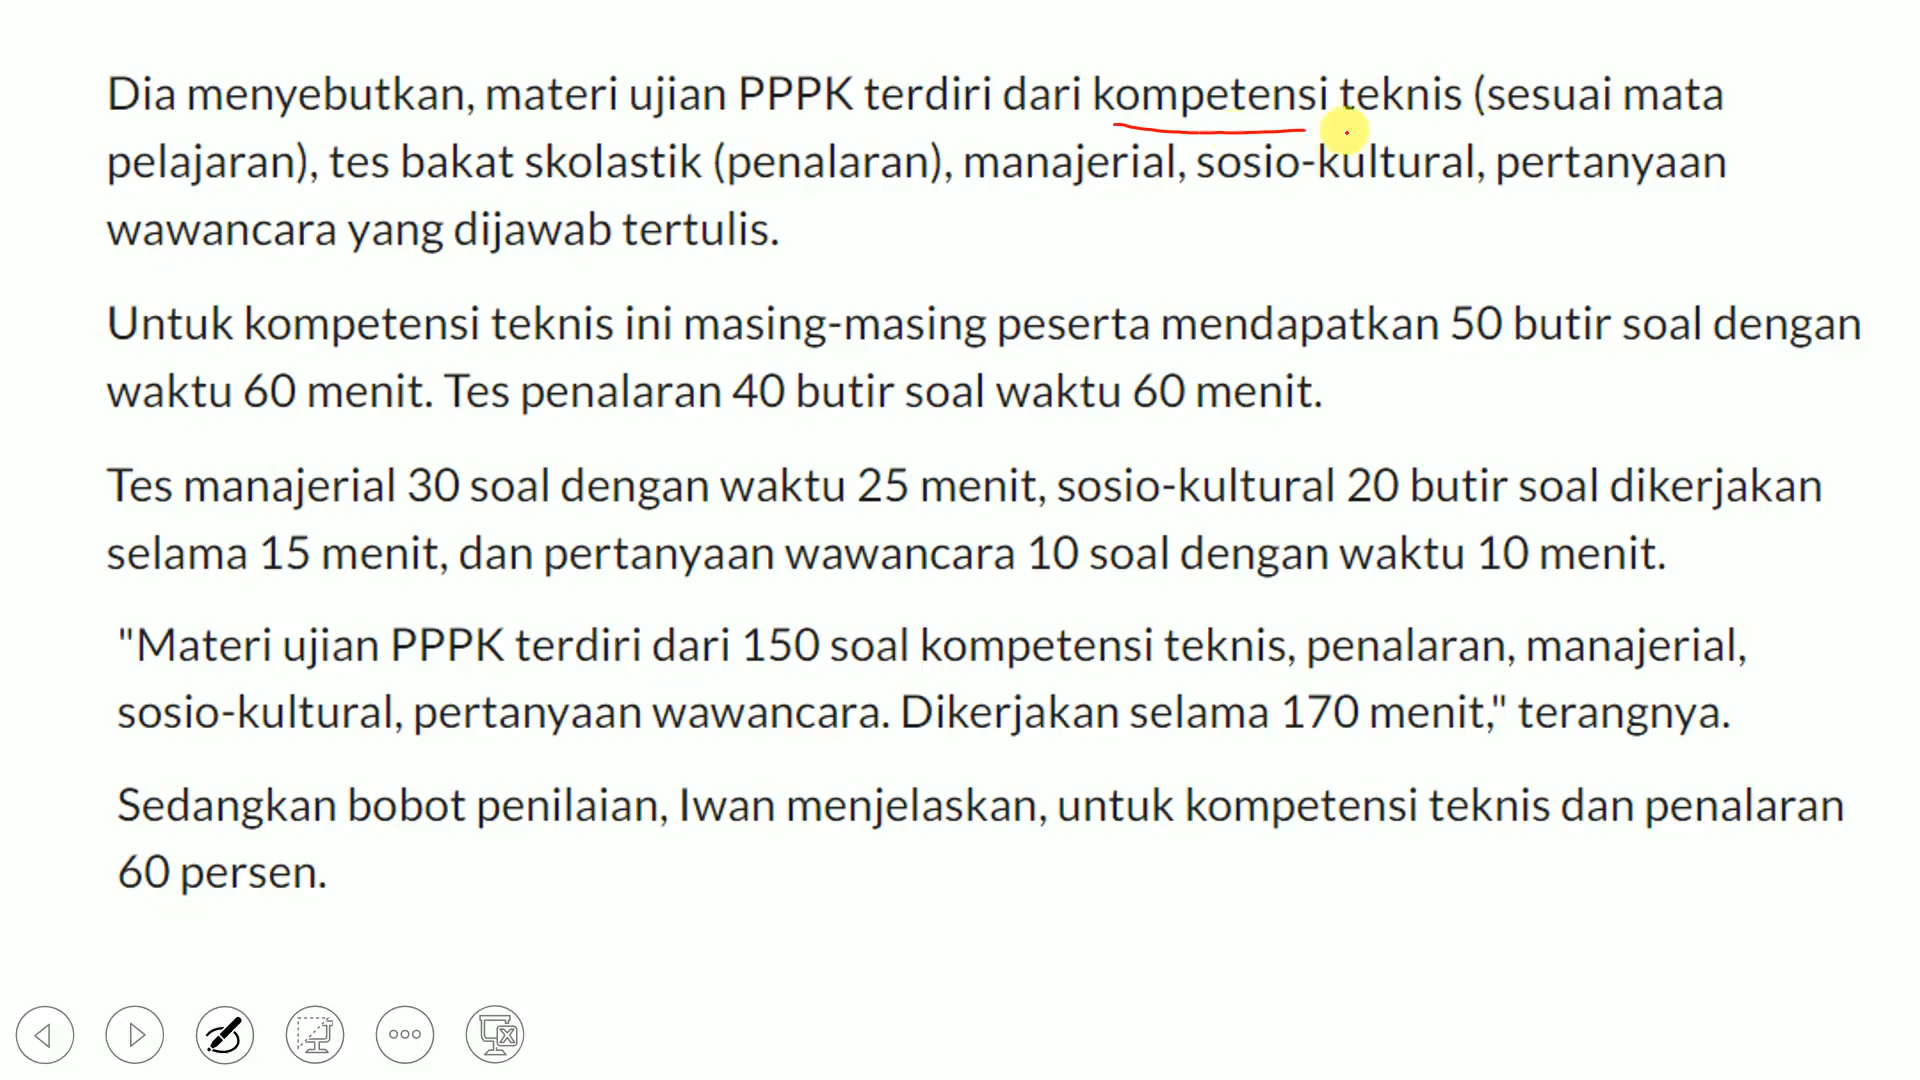 Dia menyebutkan, materi ujian PPPK terdiri dari kompetensi teknis (sesuai mata
pelajaran), tes bakat skolastik (penalaran), manajerial, sosio-kultural, pertanyaan
wawancara yang dijawab tertulis.
Untuk kompetensi teknis ini masing-masing peserta mendapatkan 50 butir soal dengan
waktu 60 menit. Tes penalaran 40 butir soal waktu 60 menit.
Tes manajerial 30 soal dengan waktu 25 menit, sosio-kultural 20 butir soal dikerjakan
selama 15 menit, dan pertanyaan wawancara 10 soal dengan waktu 10 menit.
"Materi ujian PPPK terdiri dari 150 soal kompetensi teknis, penalaran, manajerial,
sosio-kultural, pertanyaan wawancara. Dikerjakan selama 170 menit," terangnya.
Sedangkan bobot penilaian, Iwan menjelaskan, untuk kompetensi teknis dan penalaran
60 persen.